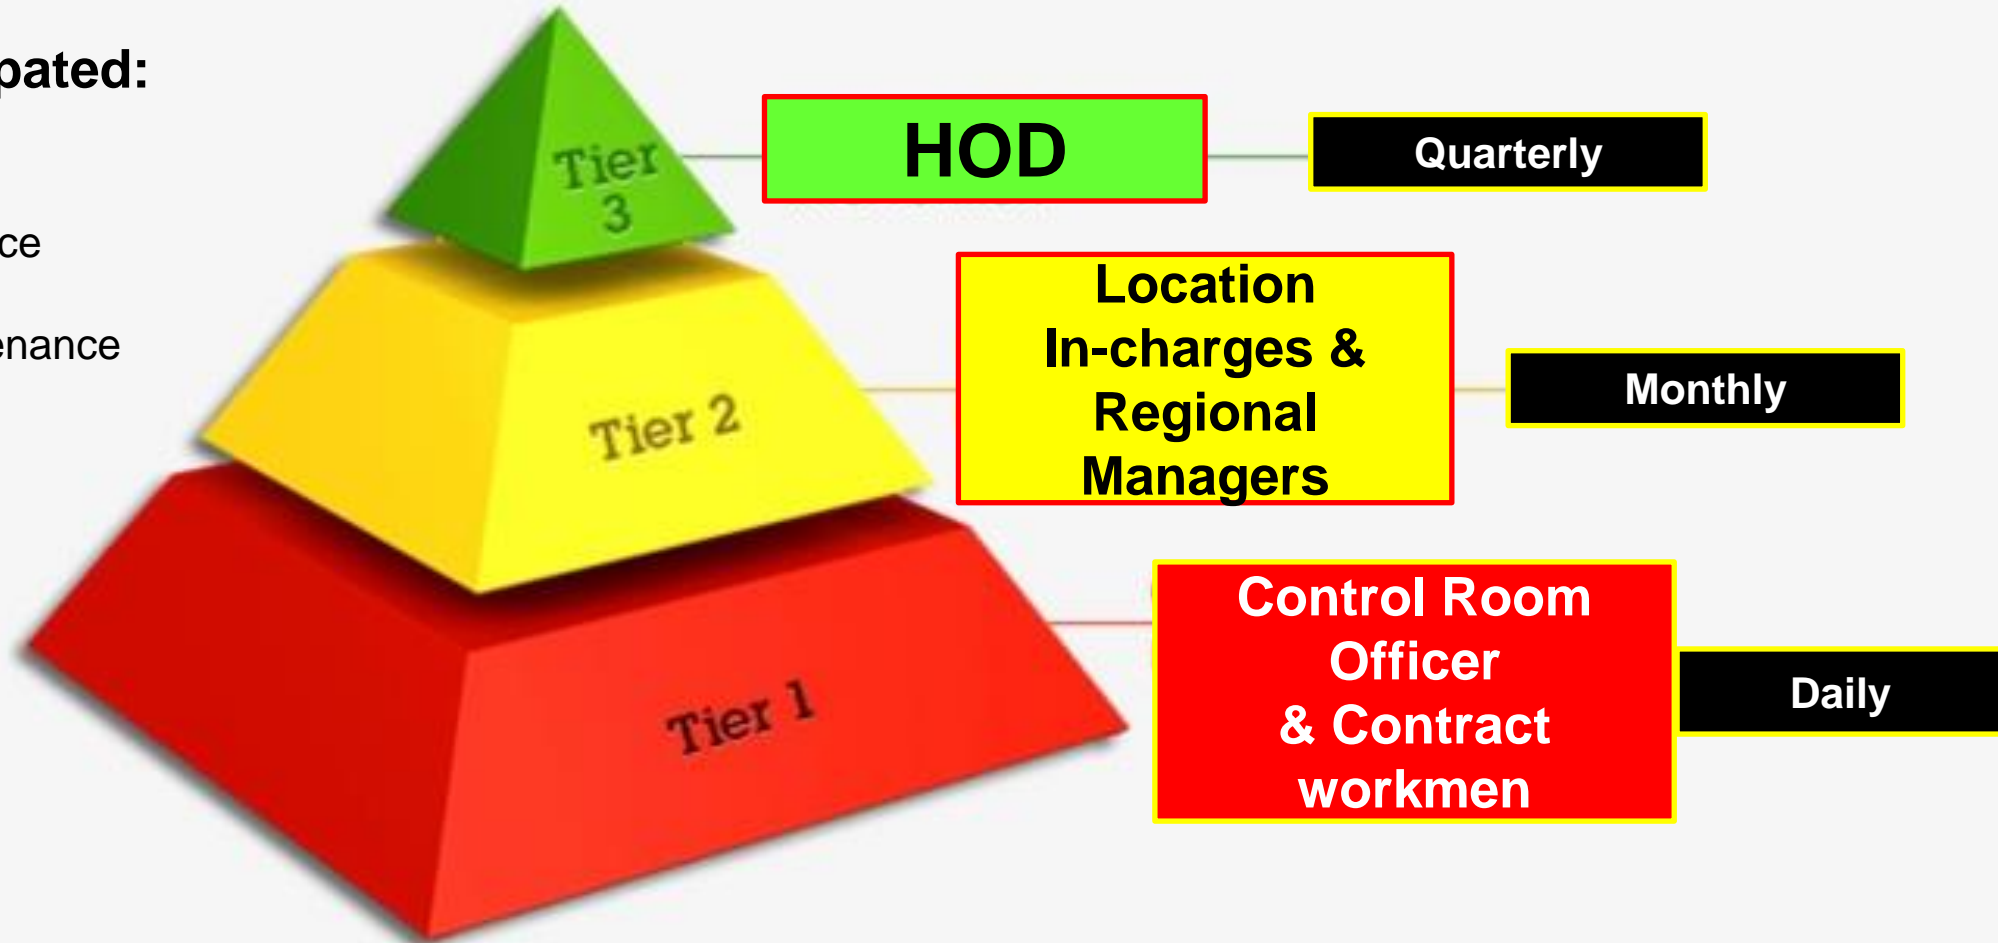 pated:
ce
enance
Tier
3
HOD
Quarterly
Tier 2
Location
In-charges &
Regional
Managers
Monthly
Tier 1
Control Room
Officer
& Contract
workmen
Daily